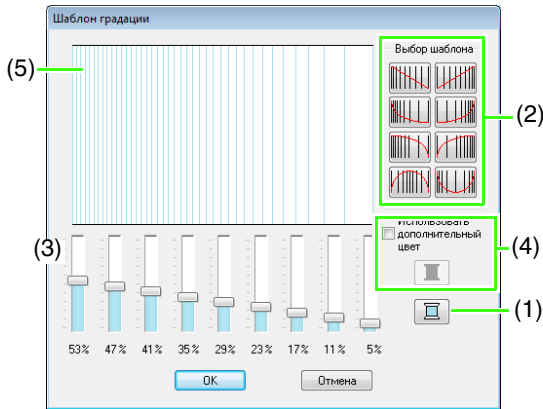 Шаблон градации
Выбор шаблона
(5)
(2)
Использовать
дополнительный
цвет
(3)
(4)
(1)
53% 47% 41% 35% 29% 23% 17% 11% 5%
OK Отмена